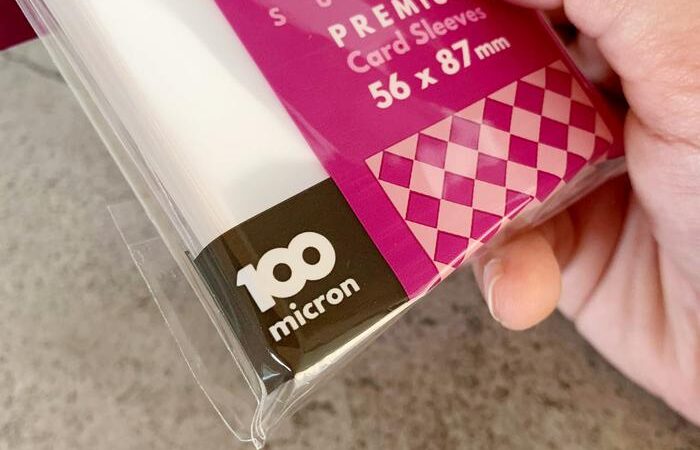 PREMIUM
Card Sleeves
56 x 87 mm
100
micron